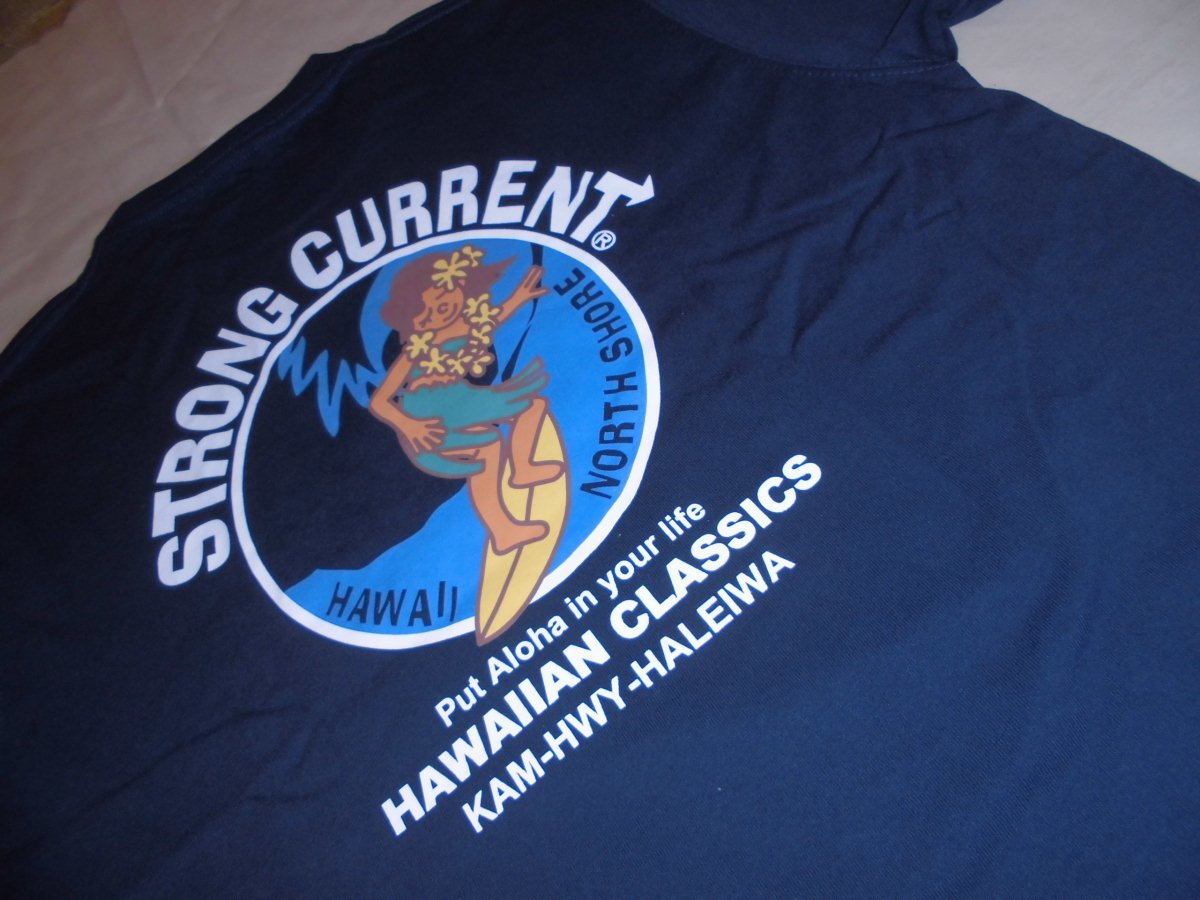 STRONG CURRENT®
NORTH SHORE
HAWAII
Put Aloha in your life
HAWAIIAN CLASSICS
KAM-HWY-HALEIWA